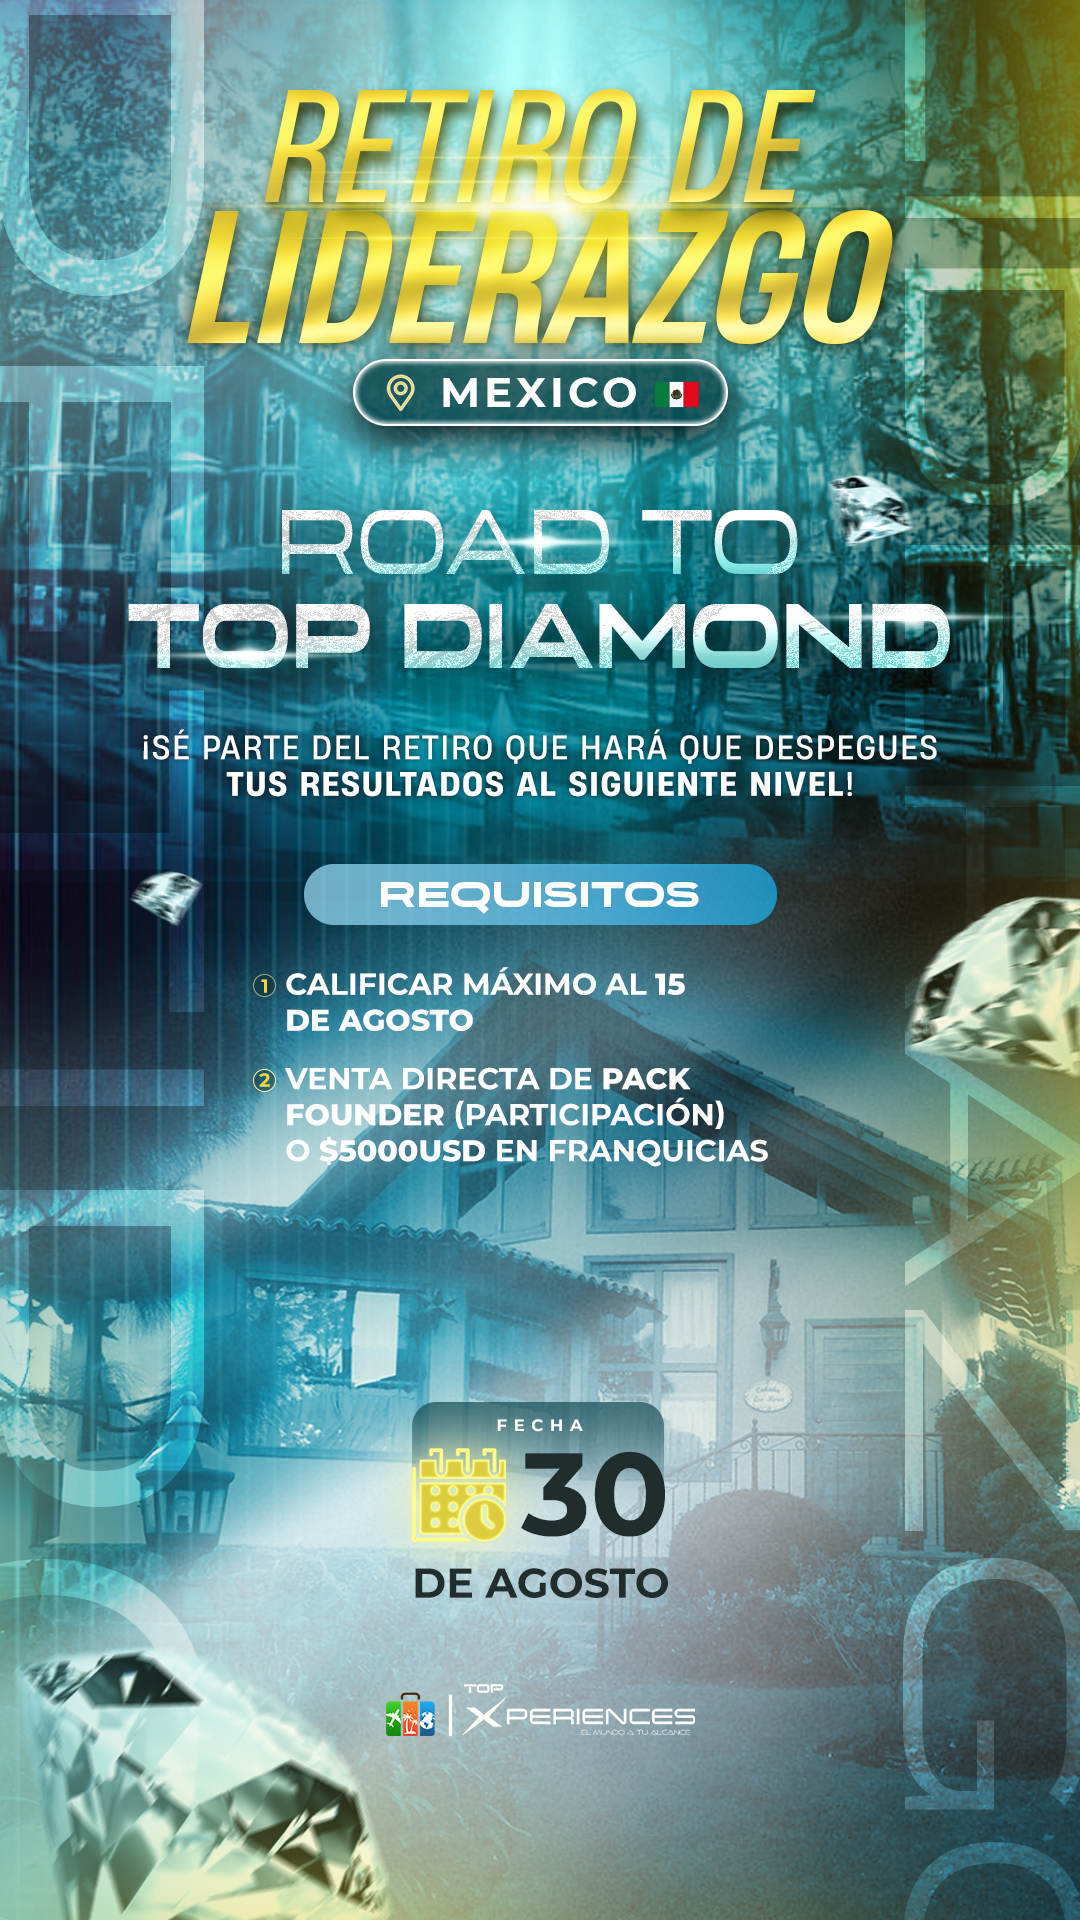 RETIRO DE
LIDERAZGO
MEXICO
ROAD TO
TOP DIAMOND
¡SÉ PARTE DEL RETIRO QUE HARÁ QUE DESPEGUES
TUS RESULTADOS AL SIGUIENTE NIVEL!
REQUISITOS
1 CALIFICAR MÁXIMO AL 15
DE AGOSTO
2 VENTA DIRECTA DE PACK
FOUNDER (PARTICIPACIÓN)
O $5000USD EN FRANQUICIAS
FECHA
30
DE AGOSTO
TOP
XPERIENCES
EL MUNDO A TU ALCANCE